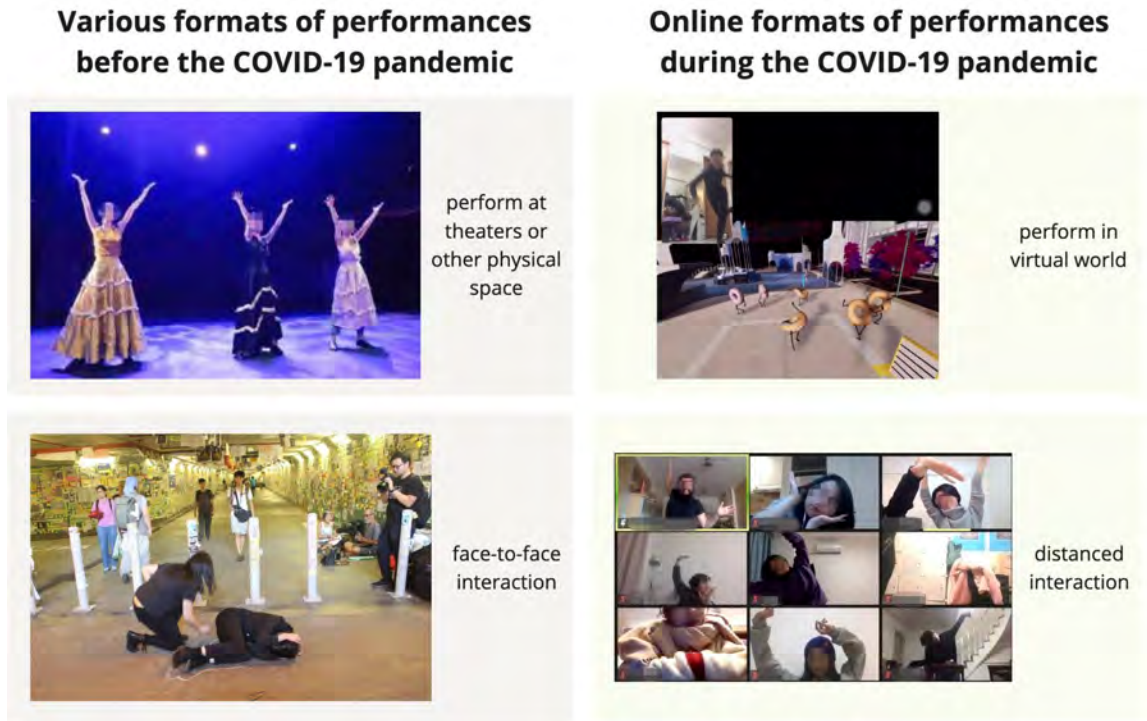 Various formats of performances
before the COVID-19 pandemic
Online formats of performances
during the COVID-19 pandemic
perform at
theaters or
other physical
space
perform in
virtual world
face-to-face
interaction
distanced
interaction